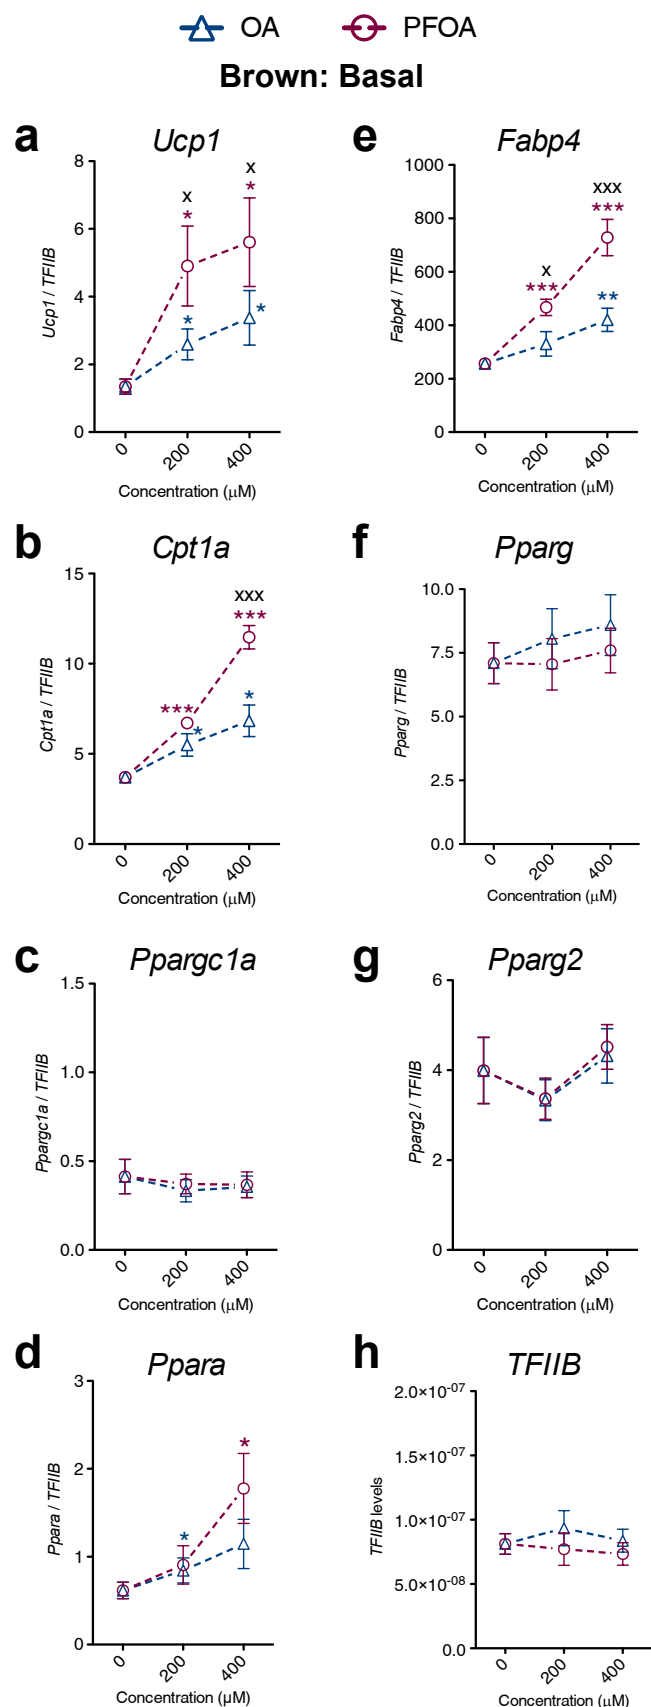 OA PFOA
Brown: Basal
a Ucp1
8
x
x
*
*
6
Ucp1 / TFIIB
4
*
*
2
0
0 200 400
Concentration (μM)
e Fabp4
1000
xxx
***
800
x
***
600
**
Fabp4 / TFIIB
400
200
0
0 200 400
Concentration (μM)
b Cpt1a
15
xxx
***
10
***
*
*
Cpt1a / TFIIB
5
0
0 200 400
Concentration (μM)
f Pparg
10.0
7.5
Pparg / TFIIB
5.0
2.5
0.0
0 200 400
Concentration (μM)
c Ppargc1a
1.5
1.0
Ppargc1a / TFIIB
0.5
0.0
0 200 400
Concentration (μM)
g Pparg2
6
4
Pparg2 / TFIIB
2
0
0 200 400
Concentration (μM)
d Ppara
3
*
2
*
Ppara / TFIIB
1
0
0 200 400
Concentration (μM)
h TFIIB
2.0×10-07
1.5×10-07
1.0×10-07
TFIIB levels
5.0×10-08
0.0
0 200 400
Concentration (μM)